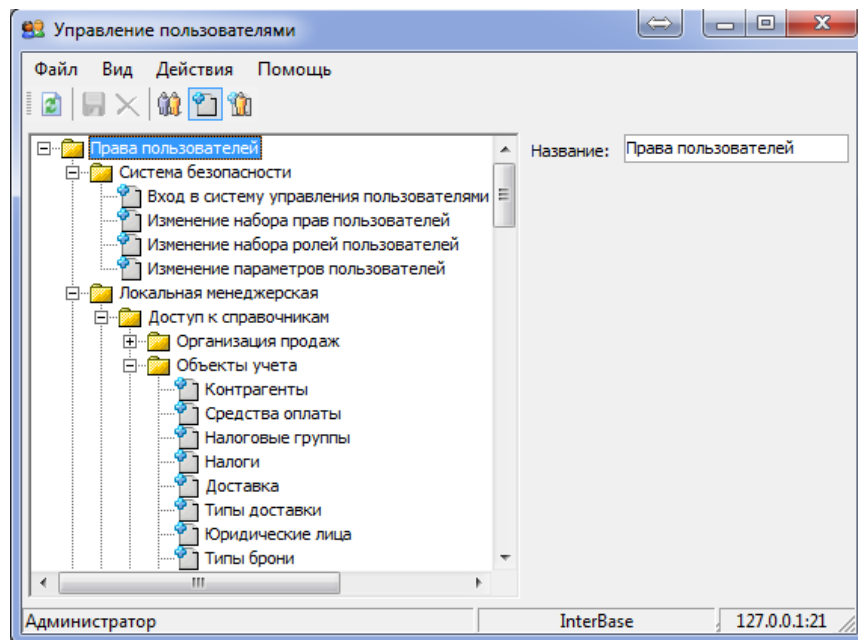 Управление пользователями
Файл Вид Действия Помощь
Права пользователей
Система безопасности
Вход в систему управления пользователями
Изменение набора прав пользователей
Изменение набора ролей пользователей
Изменение параметров пользователей
Локальная менеджерская
Доступ к справочникам
Организация продаж
Объекты учета
Контрагенты
Средства оплаты
Налоговые группы
Налоги
Доставка
Типы доставки
Юридические лица
Типы брони
Название: Права пользователей
Администратор InterBase 127.0.0.1:21